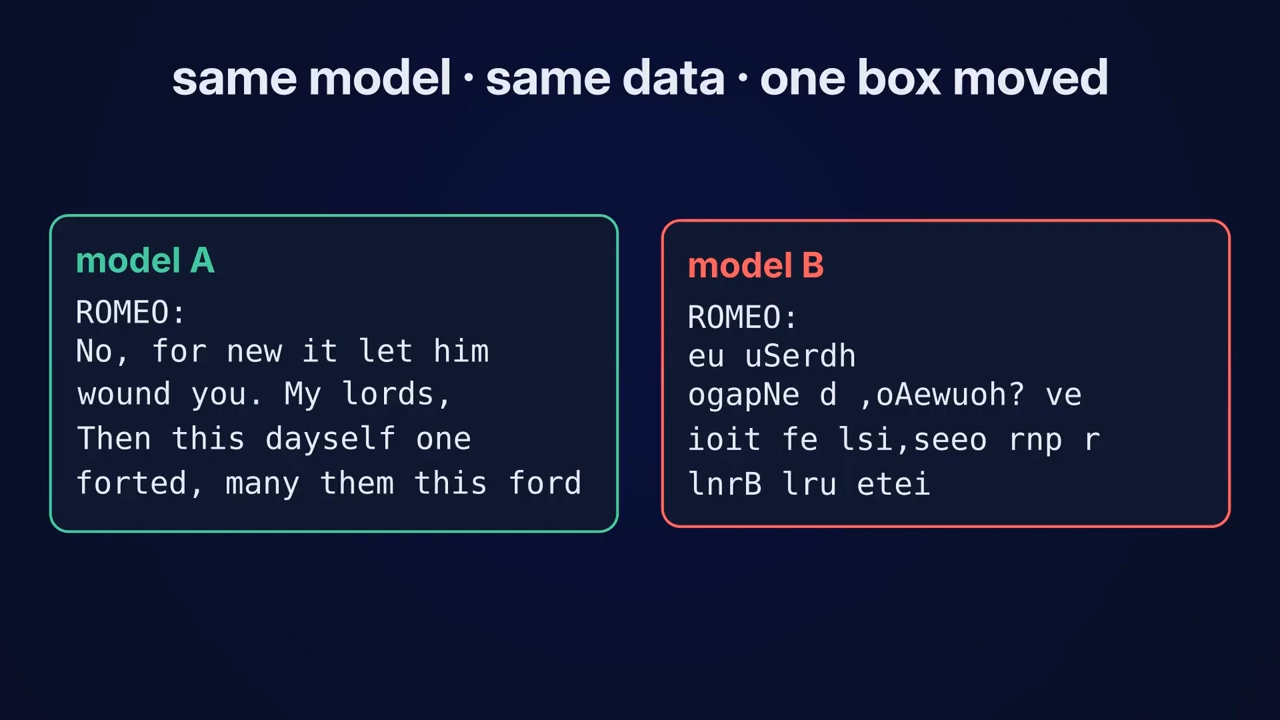 same model · same data · one box moved
model A
ROMEO:
No, for new it let him
wound you. My lords,
Then this dayself one
forted, many them this ford
model B
ROMEO:
eu uSerdh
ogapNe d ,oAewuoh? ve
ioit fe lsi,seeo rnp r
lnrB lru etei